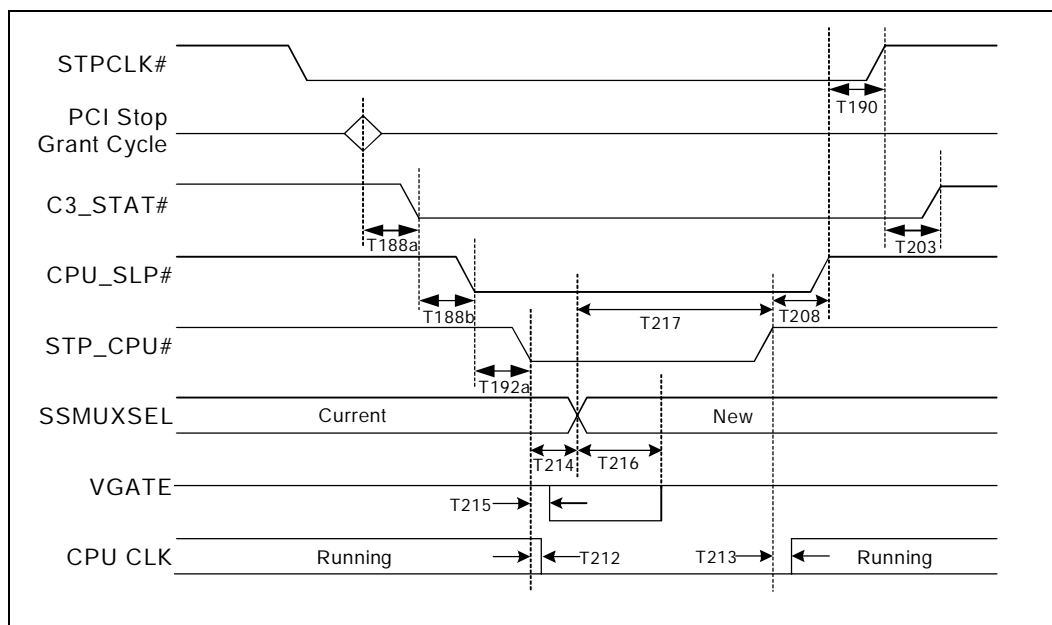 STPCLK#
T190
PCI Stop
Grant Cycle
C3_STAT#
T188a
T203
CPU_SLP#
T188b
T217
T208
STP_CPU#
T192a
SSMUXSEL
Current
New
T214
T216
VGATE
T215
CPU CLK
Running
T212
T213
Running